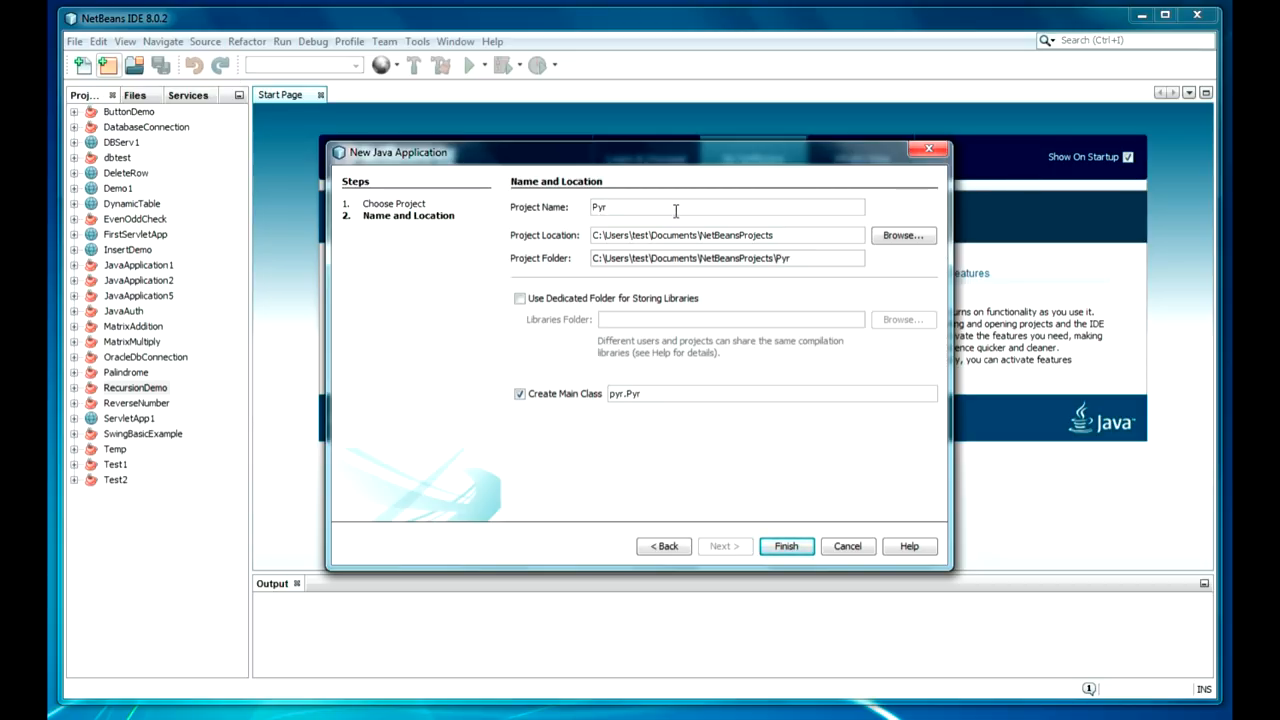 NetBeans IDE 8.0.2
File Edit View Navigate Source Refactor Run Debug Profile Team Tools Window Help
Search (Ctrl+I)
Proj... Files Services
Start Page
ButtonDemo
DatabaseConnection
DBServ1
dbtest
DeleteRow
Demo1
DynamicTable
EvenOddCheck
FirstServletApp
InsertDemo
JavaApplication1
JavaApplication2
JavaApplication5
JavaAuth
MatrixAddition
MatrixMultiply
OracleDbConnection
Palindrome
RecursionDemo
ReverseNumber
ServletApp1
SwingBasicExample
Temp
Test1
Test2
Show On Startup
New Java Application
Steps
1. Choose Project
2. Name and Location
Name and Location
Project Name: Pyr
Project Location: C:\Users\test\Documents\NetBeansProjects Browse...
Project Folder: C:\Users\test\Documents\NetBeansProjects\Pyr
Use Dedicated Folder for Storing Libraries
Libraries Folder: Browse...
Different users and projects can share the same compilation
libraries (see Help for details).
Create Main Class pyr.Pyr
< Back Next > Finish Cancel Help
eatures
urns on functionality as you use it.
ng and opening projects and the IDE
vate the features you need, making
ence quicker and cleaner.
y, you can activate features
Java
Output
1
INS